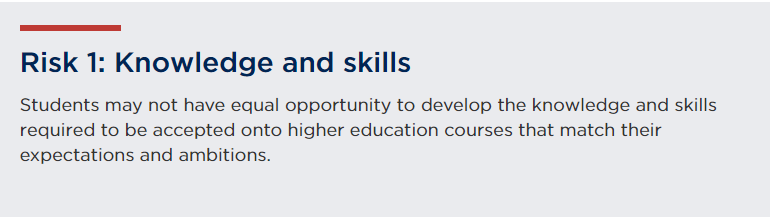 Risk 1: Knowledge and skills
Students may not have equal opportunity to develop the knowledge and skills
required to be accepted onto higher education courses that match their
expectations and ambitions.